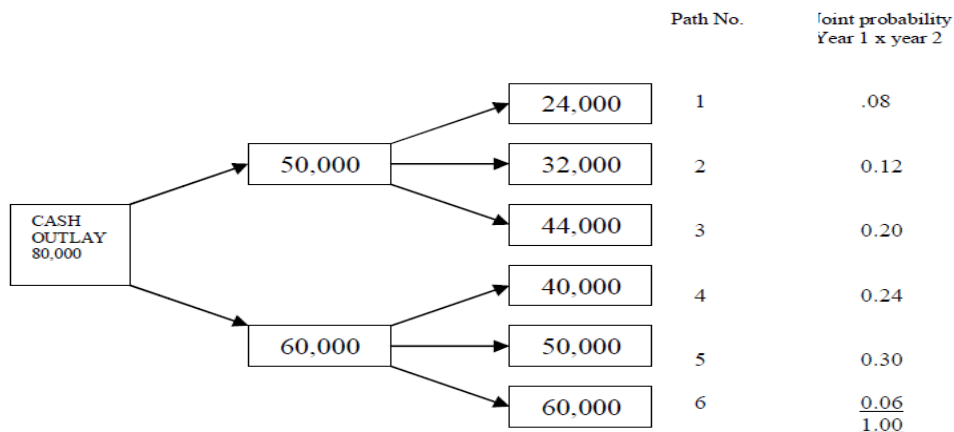 Path No. Joint probability
Year 1 x year 2
24,000 1 .08
50,000 32,000 2 0.12
CASH
OUTLAY
80,000
44,000 3 0.20
40,000 4 0.24
60,000 50,000 5 0.30
60,000 6 0.06
1.00